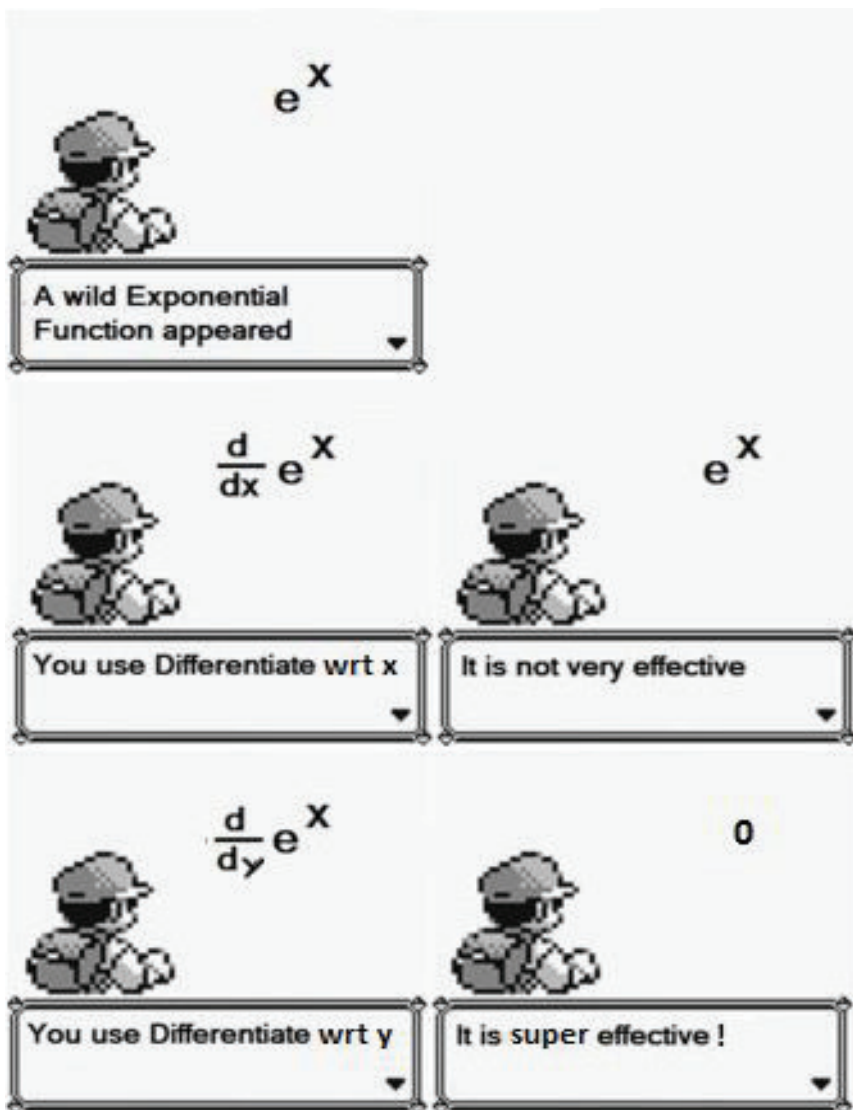 e^x
A wild Exponential
Function appeared
d/dx e^x
You use Differentiate wrt x
e^x
It is not very effective
d/dy e^x
You use Differentiate wrt y
0
It is super effective !